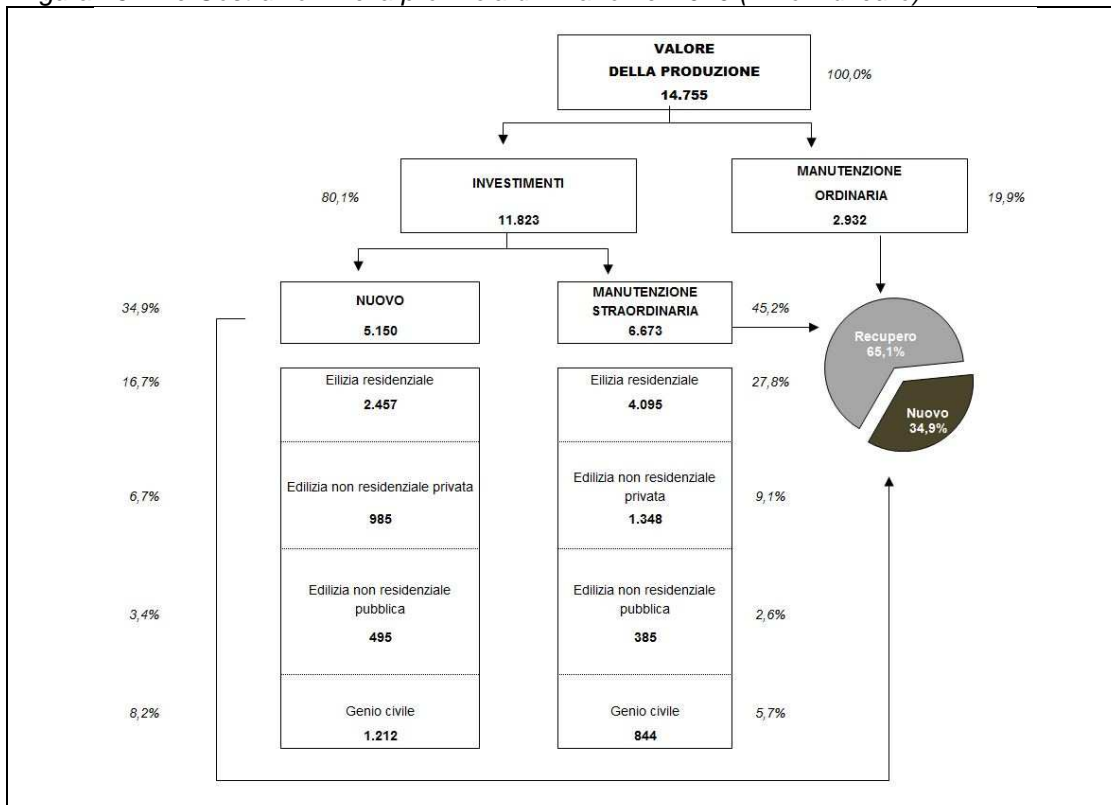 VALORE
DELLA PRODUZIONE
14.755
100,0%
INVESTIMENTI
11.823
80,1%
MANUTENZIONE
ORDINARIA
2.932
19,9%
34,9%
NUOVO
5.150
MANUTENZIONE
STRAORDINARIA
6.673
45,2%
Recupero
65,1%
Nuovo
34,9%
16,7%
Eilizia residenziale
2.457
Eilizia residenziale
4.095
27,8%
6,7%
Edilizia non residenziale privata
985
Edilizia non residenziale
privata
1.348
9,1%
3,4%
Edilizia non residenziale
pubblica
495
Edilizia non residenziale
pubblica
385
2,6%
8,2%
Genio civile
1.212
Genio civile
844
5,7%